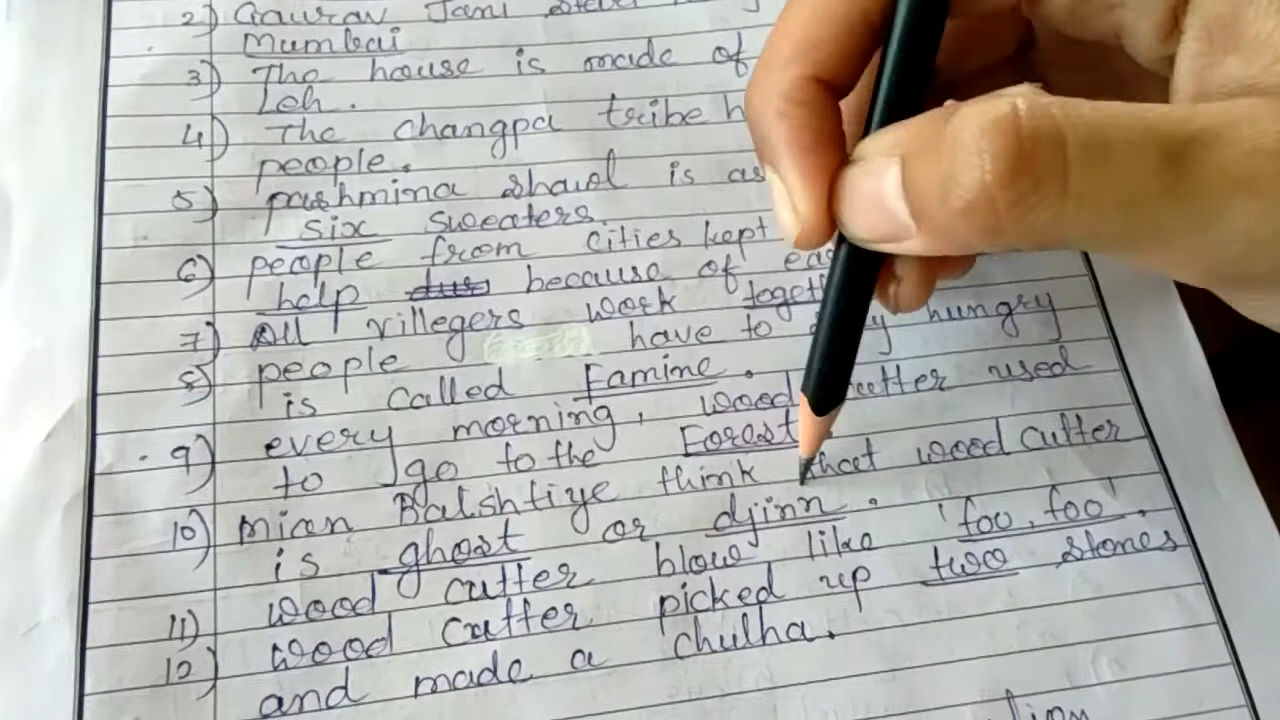 2) Gaurav Jani
Mumbai
3) The house is made of
Leh.
4) The changpa tribe
people.
5) pashmina shawl is as
six sweaters.
6) people from cities kept
help because of
7) All villegers work
8) people have to hungry
is called Famine.
9) every morning, wood cutter used
to go to the Forest.
10) mian Balshtiye think that wood cutter
is ghost or djinn.
11) wood cutter blow like 'foo, foo'.
12) wood cutter picked up two stones
and made a chulha.